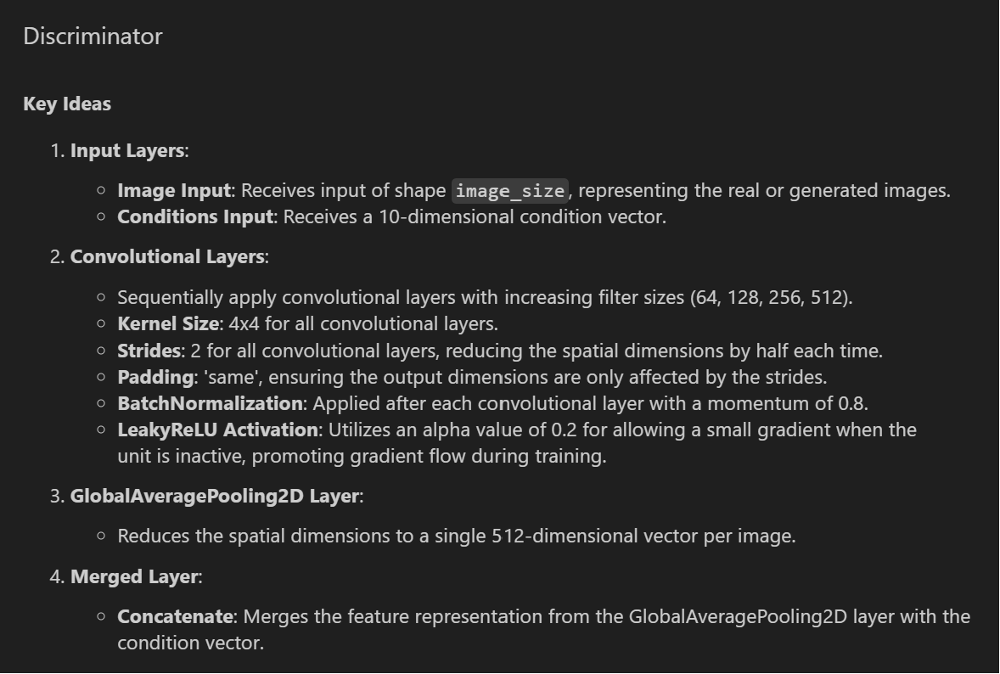 Discriminator
Key Ideas
1. Input Layers:
○ Image Input: Receives input of shape image_size, representing the real or generated images.
○ Conditions Input: Receives a 10-dimensional condition vector.
2. Convolutional Layers:
○ Sequentially apply convolutional layers with increasing filter sizes (64, 128, 256, 512).
○ Kernel Size: 4x4 for all convolutional layers.
○ Strides: 2 for all convolutional layers, reducing the spatial dimensions by half each time.
○ Padding: 'same', ensuring the output dimensions are only affected by the strides.
○ BatchNormalization: Applied after each convolutional layer with a momentum of 0.8.
○ LeakyReLU Activation: Utilizes an alpha value of 0.2 for allowing a small gradient when the
unit is inactive, promoting gradient flow during training.
3. GlobalAveragePooling2D Layer:
○ Reduces the spatial dimensions to a single 512-dimensional vector per image.
4. Merged Layer:
○ Concatenate: Merges the feature representation from the GlobalAveragePooling2D layer with the
condition vector.